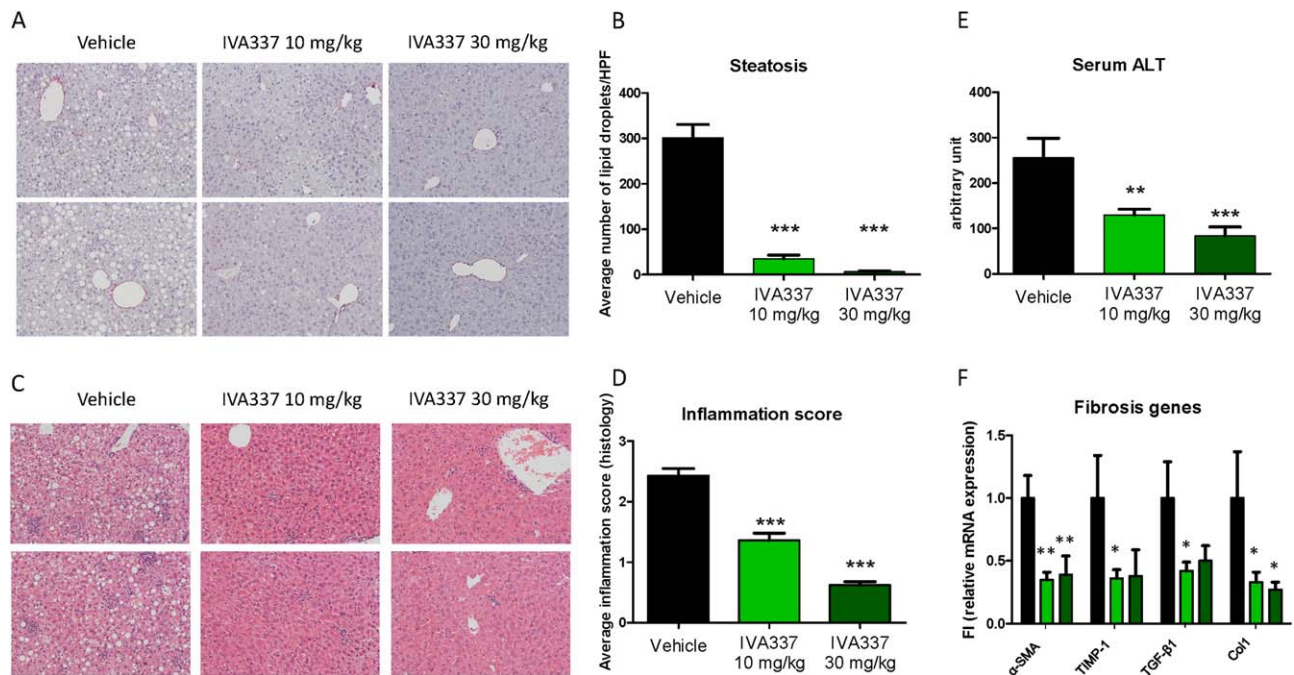 A
Vehicle
IVA337 10 mg/kg
IVA337 30 mg/kg
B
Steatosis
Average number of lipid droplets/HPF
400
300
200
100
0
***
***
Vehicle
IVA337
10 mg/kg
IVA337
30 mg/kg
E
Serum ALT
arbitrary unit
400
300
200
100
0
**
***
Vehicle
IVA337
10 mg/kg
IVA337
30 mg/kg
C
Vehicle
IVA337 10 mg/kg
IVA337 30 mg/kg
D
Inflammation score
Average inflammation score (histology)
3
2
1
0
***
***
Vehicle
IVA337
10 mg/kg
IVA337
30 mg/kg
F
Fibrosis genes
FI (relative mRNA expression)
1.5
1.0
0.5
0.0
**
**
*
*
*
*
α-SMA
TIMP-1
TGF-β1
Col1